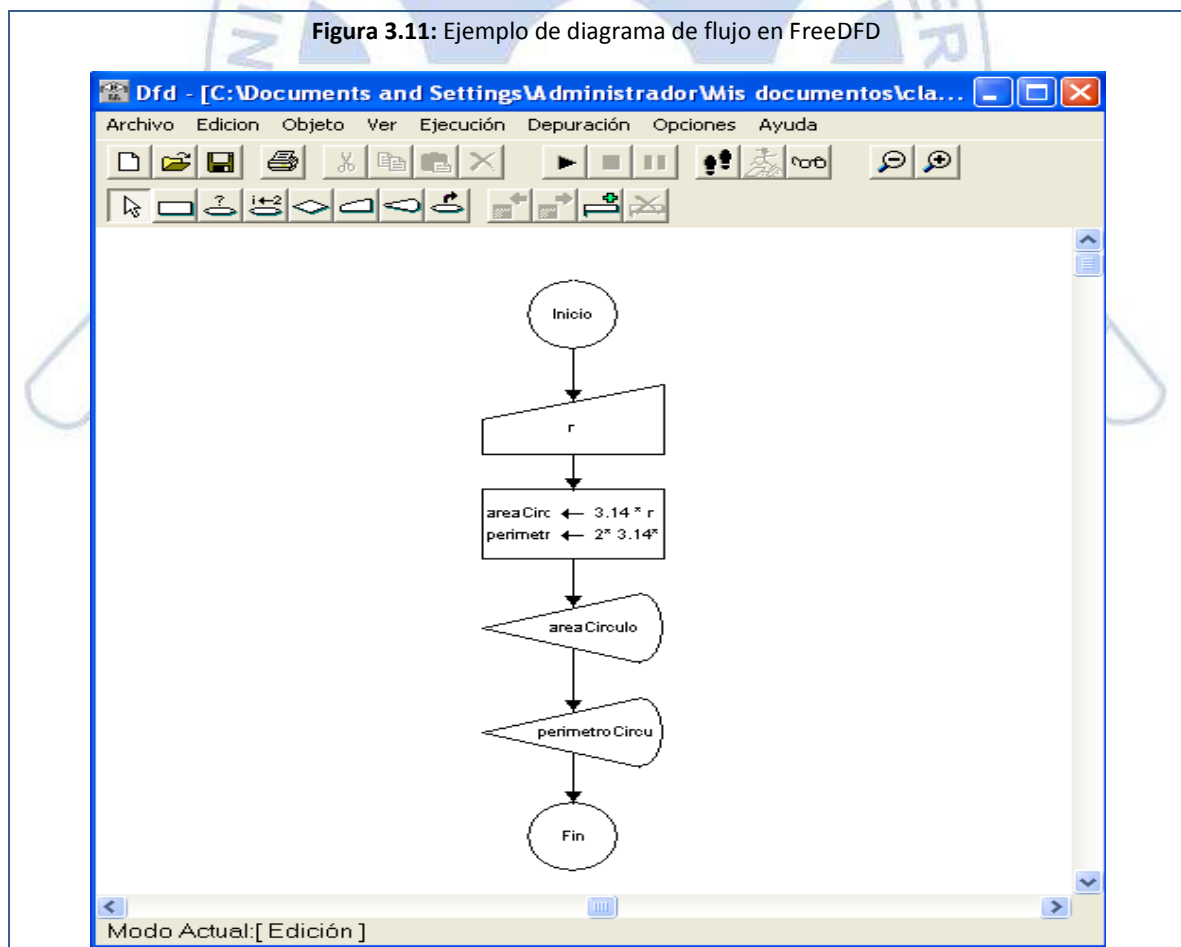 Figura 3.11: Ejemplo de diagrama de flujo en FreeDFD
Dfd - [C:\Documents and Settings\Administrador\Mis documentos\cla...
Archivo Edicion Objeto Ver Ejecución Depuración Opciones Ayuda
Inicio
r
areaCirc ← 3.14 * r
perimetr ← 2* 3.14*
areaCirculo
perimetroCircu
Fin
Modo Actual:[ Edición ]